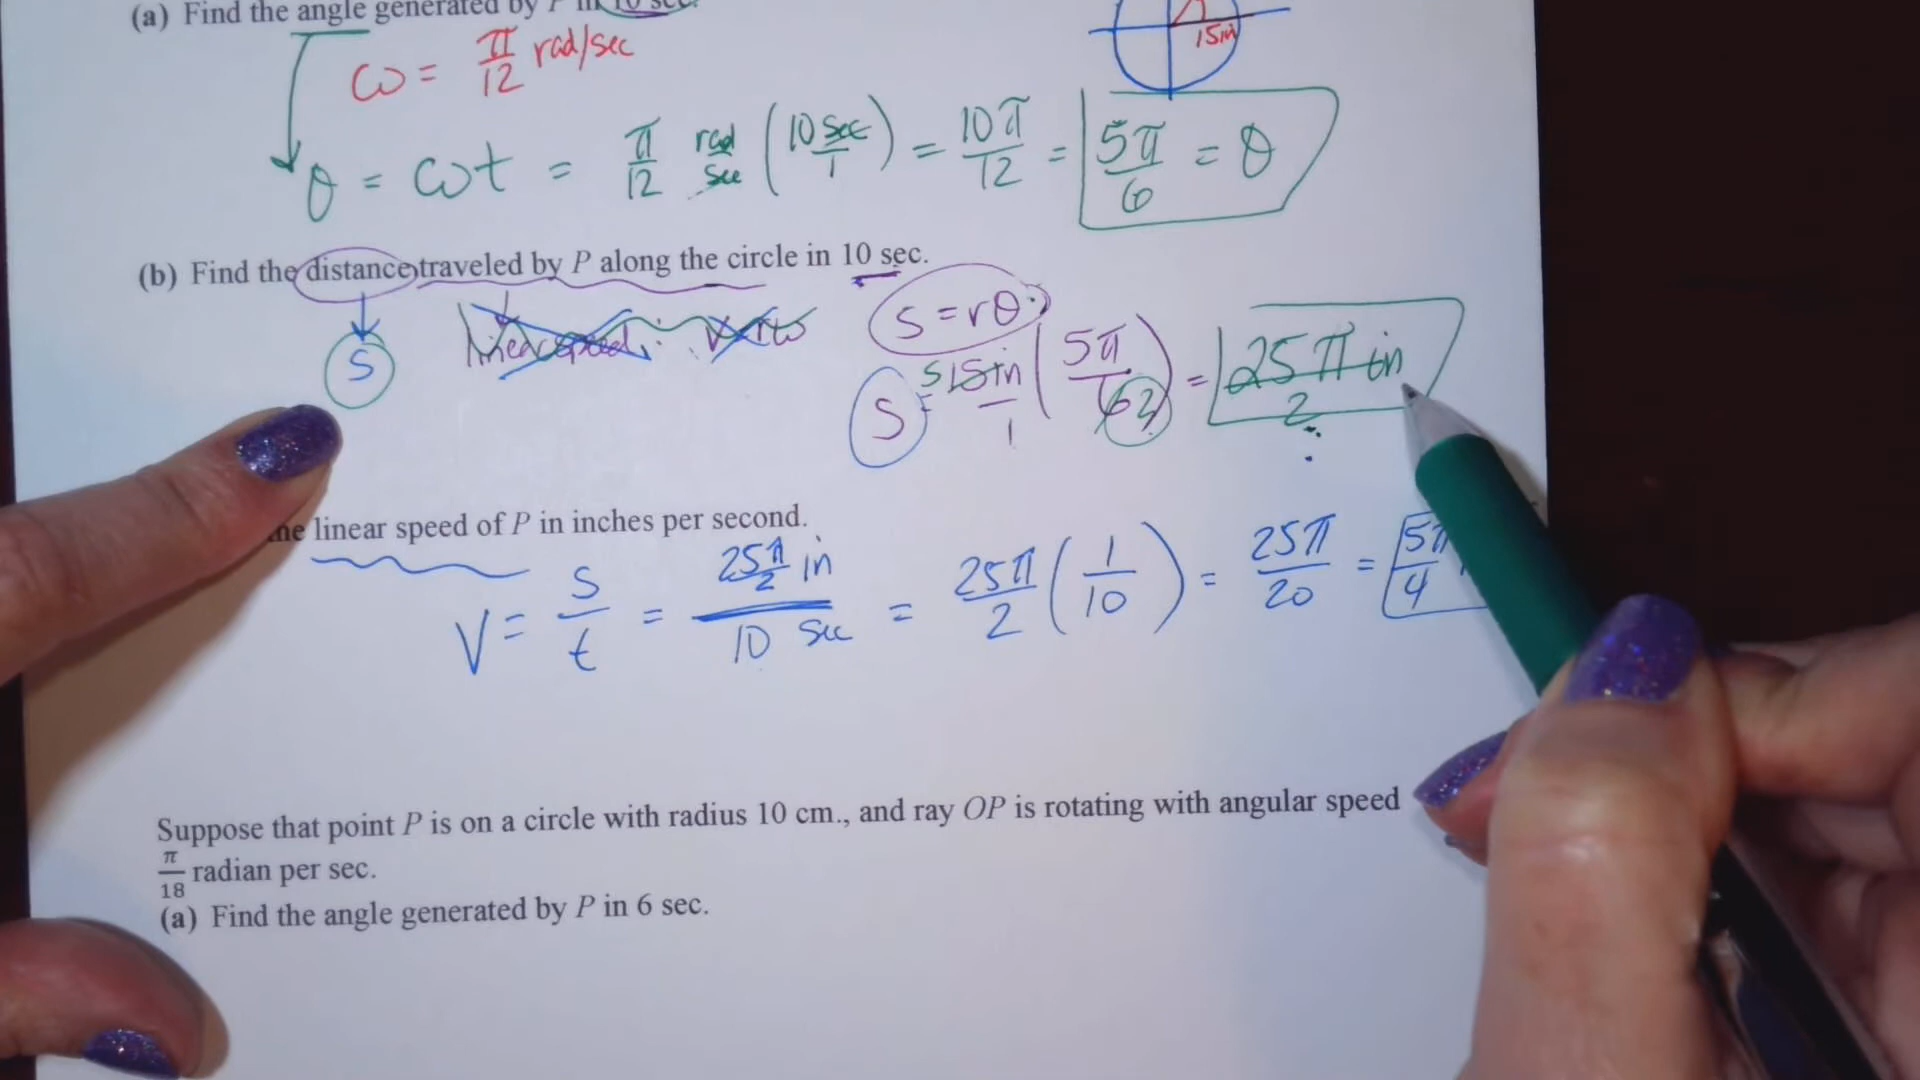 (a) Find the angle generated by P in 10 sec.
15in
ω = π/12 rad/sec
θ = ωt = π/12 rad/sec (10 sec/1) = 10π/12 = 5π/6 = θ
(b) Find the distance traveled by P along the circle in 10 sec.
S
linear speed: v = rω
S = rθ
S = 5 15in/1 (5π/6 2) = 25π in/2
the linear speed of P in inches per second.
V = S/t = 25π/2 in/10 sec = 25π/2 (1/10) = 25π/20 = 5π/4
Suppose that point P is on a circle with radius 10 cm., and ray OP is rotating with angular speed
π/18 radian per sec.
(a) Find the angle generated by P in 6 sec.